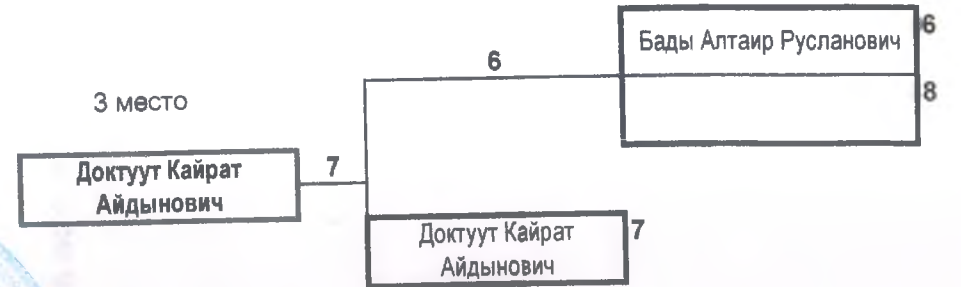 Бады Алтаир Русланович
6
6
8
3 место
Доктуут Кайрат
Айдынович
7
Доктуут Кайрат
Айдынович
7